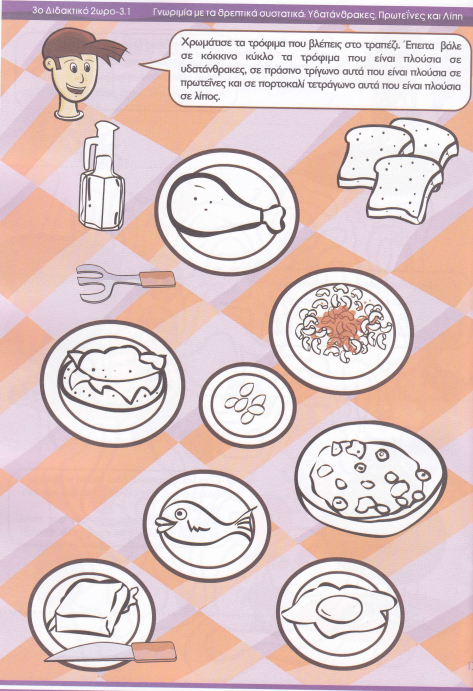 3ο Διδακτικό 2ωρο-3.1 Γνωριμία με τα θρεπτικά συστατικά: Υδατάνθρακες, Πρωτεΐνες και Λίπη
Χρωμάτισε τα τρόφιμα που βλέπεις στο τραπέζι. Έπειτα βάλε
σε κόκκινο κύκλο τα τρόφιμα που είναι πλούσια σε
υδατάνθρακες, σε πράσινο τρίγωνο αυτά που είναι πλούσια σε
πρωτεΐνες και σε πορτοκαλί τετράγωνο αυτά που είναι πλούσια
σε λίπος.